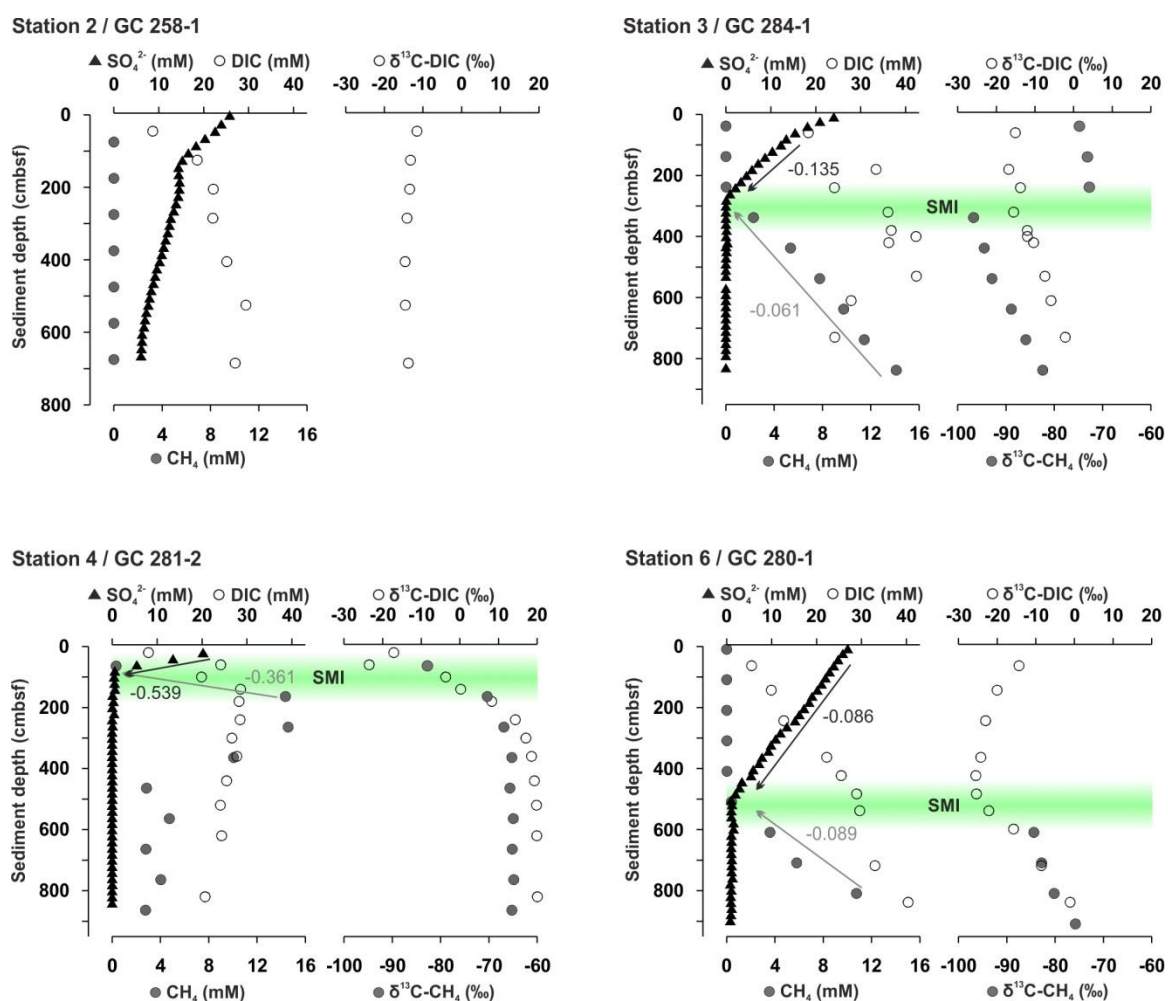 Station 2 / GC 258-1
▲ SO₄²⁻ (mM) ○ DIC (mM) ○ δ¹³C-DIC (‰)
0 10 20 30 40 -30 -20 -10 0 10 20
Sediment depth (cmbsf)
0
200
400
600
800
0 4 8 12 16
● CH₄ (mM)
Station 3 / GC 284-1
▲ SO₄²⁻ (mM) ○ DIC (mM) ○ δ¹³C-DIC (‰)
0 10 20 30 40 -30 -20 -10 0 10 20
Sediment depth (cmbsf)
0
200
400
600
800
-0.135
SMI
-0.061
0 4 8 12 16 -100 -90 -80 -70 -60
● CH₄ (mM) ● δ¹³C-CH₄ (‰)
Station 4 / GC 281-2
▲ SO₄²⁻ (mM) ○ DIC (mM) ○ δ¹³C-DIC (‰)
0 10 20 30 40 -30 -20 -10 0 10 20
Sediment depth (cmbsf)
0
200
400
600
800
-0.361 SMI
-0.539
0 4 8 12 16 -100 -90 -80 -70 -60
● CH₄ (mM) ● δ¹³C-CH₄ (‰)
Station 6 / GC 280-1
▲ SO₄²⁻ (mM) ○ DIC (mM) ○ δ¹³C-DIC (‰)
0 10 20 30 40 -30 -20 -10 0 10 20
Sediment depth (cmbsf)
0
200
400
600
800
-0.086
SMI
-0.089
0 4 8 12 16 -100 -90 -80 -70 -60
● CH₄ (mM) ● δ¹³C-CH₄ (‰)